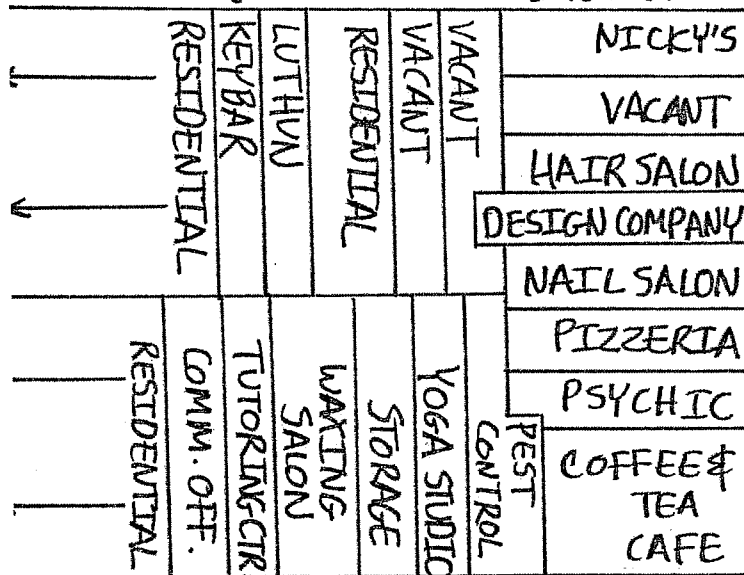 RESIDENTIAL
KEYBAR
LUTHUN
RESIDENTIAL
VACANT
VACANT
NICKY'S
VACANT
HAIR SALON
DESIGN COMPANY
NAIL SALON
PIZZERIA
PSYCHIC
COFFEE &
TEA
CAFE
RESIDENTIAL
COMM. OFF.
TUTORING CTR
WAXING
SALON
STORAGE
YOGA STUDIO
PEST
CONTROL